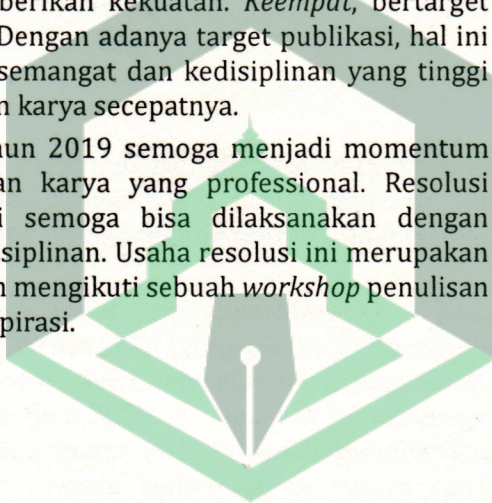 berikan kekuatan. Keempat, bertarget
Dengan adanya target publikasi, hal ini
semangat dan kedisiplinan yang tinggi
karya secepatnya.
2019 semoga menjadi momentum
karya yang professional. Resolusi
semoga bisa dilaksanakan dengan
siplinan. Usaha resolusi ini merupakan
mengikuti sebuah workshop penulisan
pirasi.